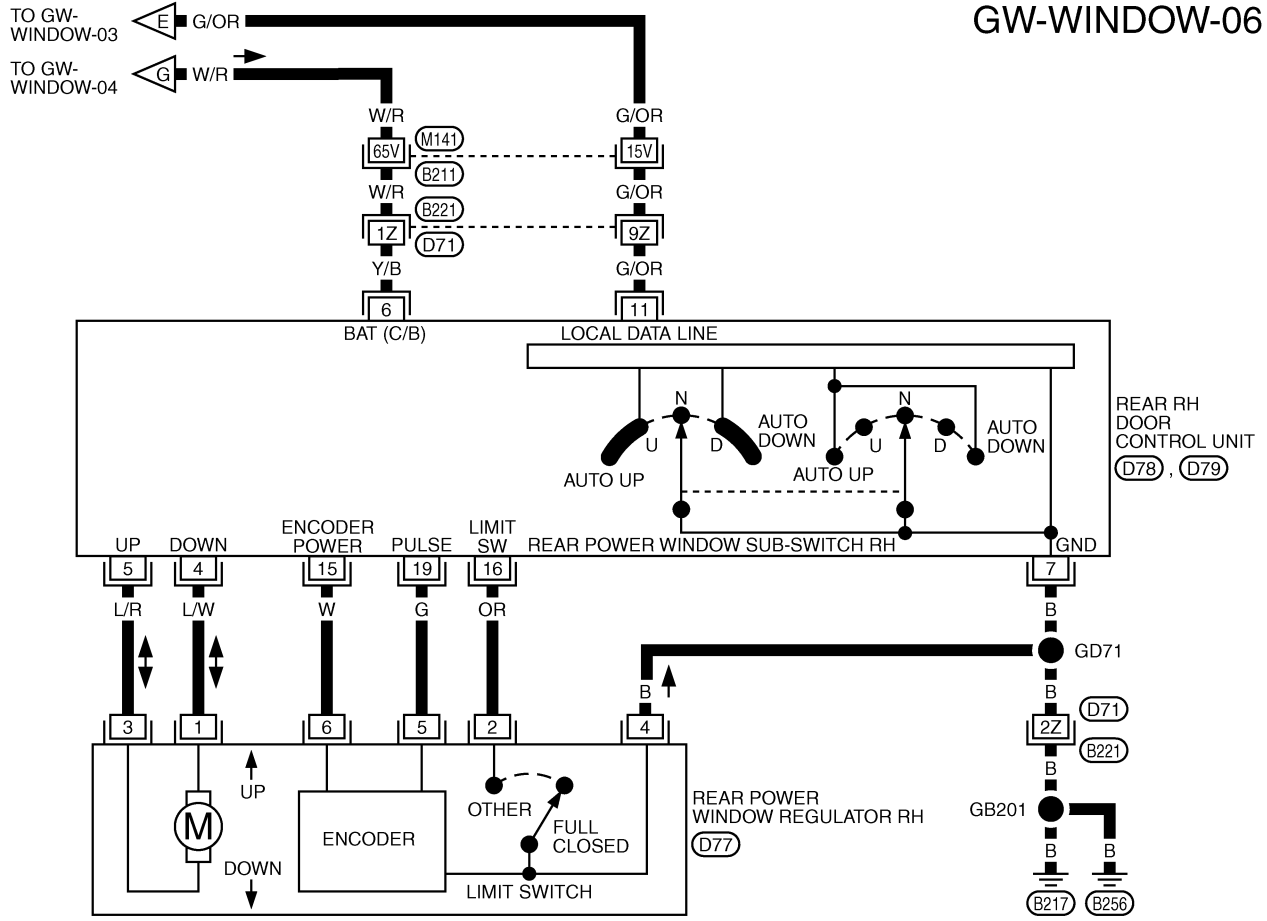 TO GW-
WINDOW-03
E
G/OR
GW-WINDOW-06
TO GW-
WINDOW-04
G
W/R
W/R
G/OR
65V
M141
15V
B211
W/R
G/OR
B221
1Z
9Z
D71
Y/B
G/OR
6
11
BAT (C/B)
LOCAL DATA LINE
N
N
U
D
AUTO
DOWN
U
D
AUTO
DOWN
AUTO UP
AUTO UP
REAR RH
DOOR
CONTROL UNIT
D78 , D79
UP
DOWN
ENCODER
POWER
PULSE
LIMIT
SW
REAR POWER WINDOW SUB-SWITCH RH
GND
5
4
15
19
16
7
L/R
L/W
W
G
OR
B
GD71
B
B
3
1
6
5
2
4
2Z
D71
B221
B
UP
M
DOWN
ENCODER
OTHER
FULL
CLOSED
LIMIT SWITCH
REAR POWER
WINDOW REGULATOR RH
D77
GB201
B
B
B217
B256